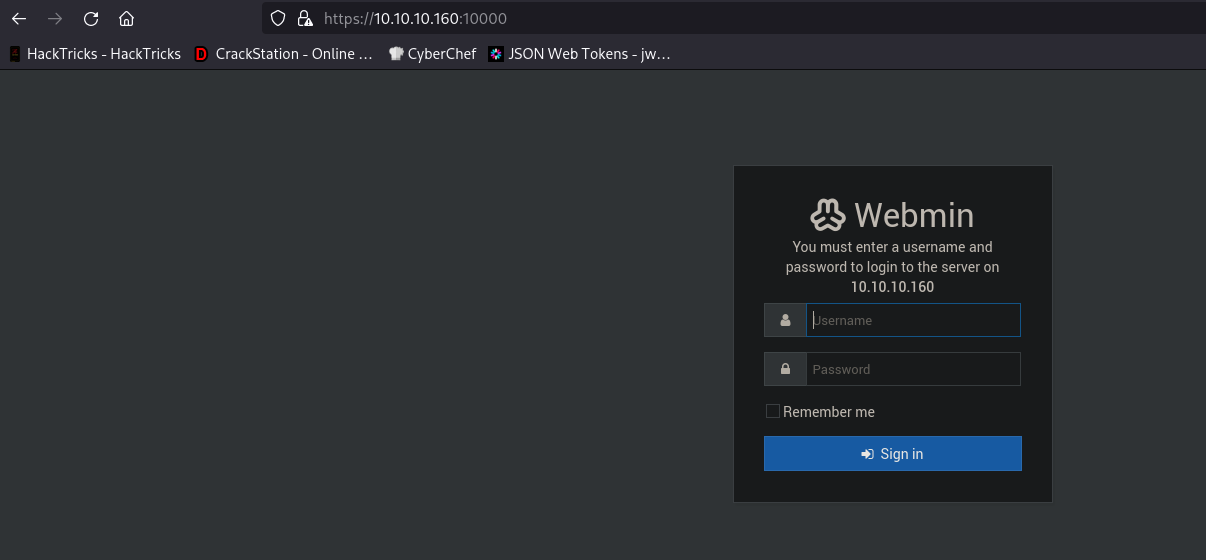 https://10.10.10.160:10000
HackTricks - HackTricks CrackStation - Online ... CyberChef JSON Web Tokens - jw...
Webmin
You must enter a username and
password to login to the server on
10.10.10.160
Username
Password
Remember me
Sign in